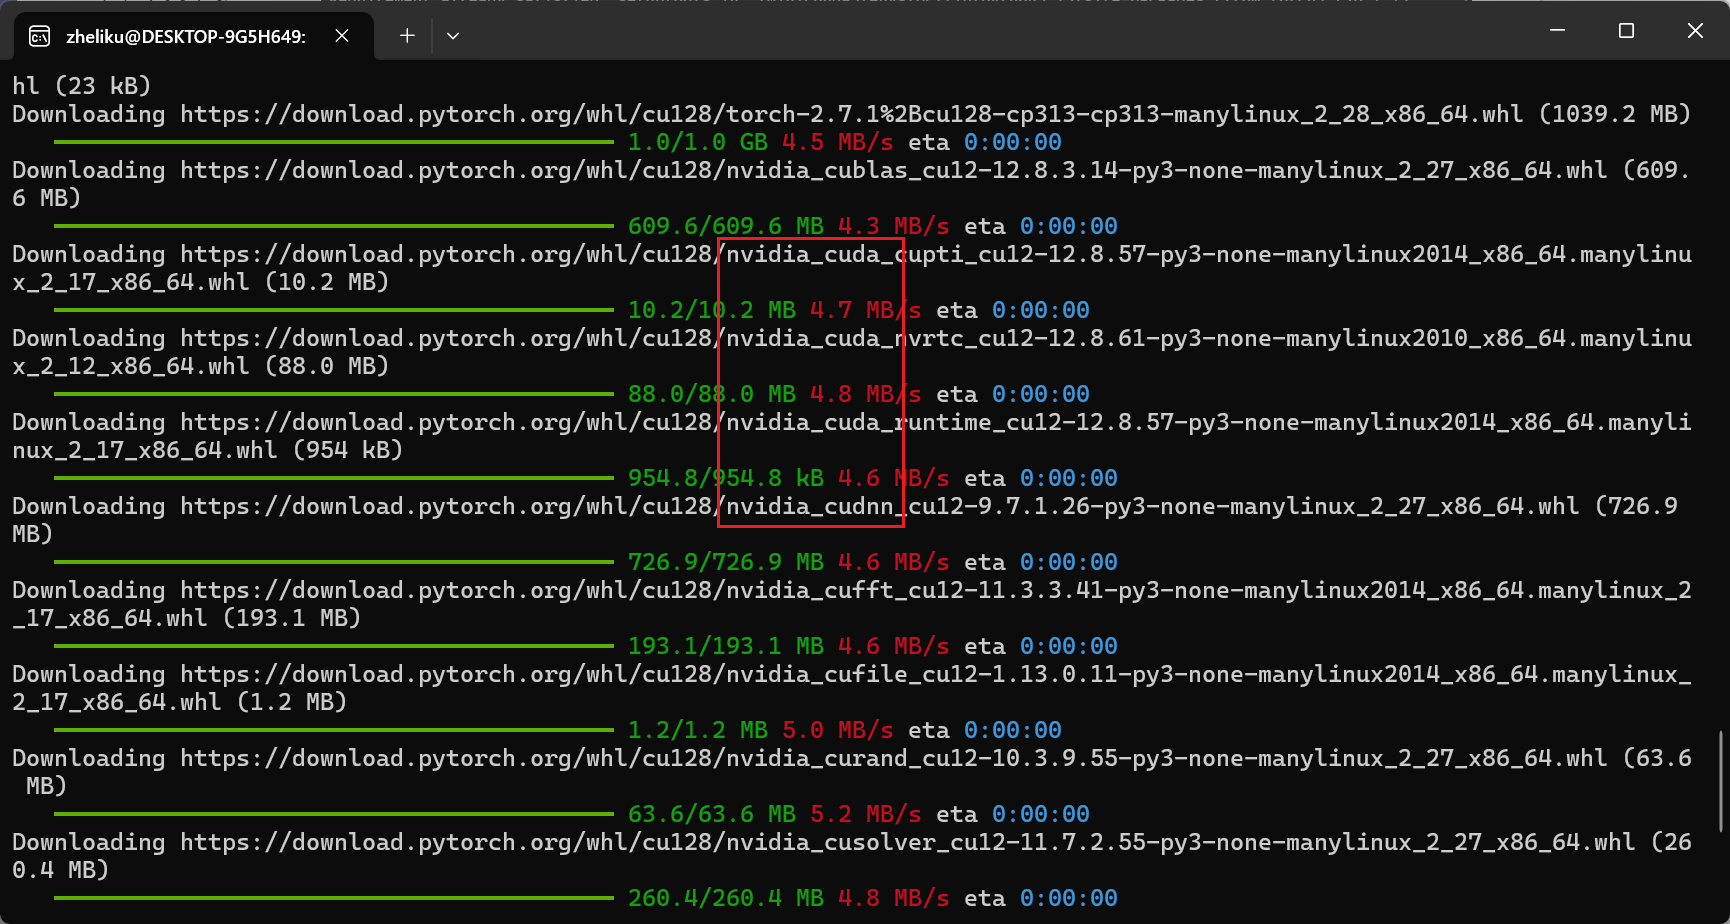 zheliku@DESKTOP-9G5H649:
hl (23 kB)
Downloading https://download.pytorch.org/whl/cu128/torch-2.7.1%2Bcu128-cp313-cp313-manylinux_2_28_x86_64.whl (1039.2 MB)
1.0/1.0 GB 4.5 MB/s eta 0:00:00
Downloading https://download.pytorch.org/whl/cu128/nvidia_cublas_cu12-12.8.3.14-py3-none-manylinux_2_27_x86_64.whl (609.
6 MB)
609.6/609.6 MB 4.3 MB/s eta 0:00:00
Downloading https://download.pytorch.org/whl/cu128/nvidia_cuda_cupti_cu12-12.8.57-py3-none-manylinux2014_x86_64.manylinu
x_2_17_x86_64.whl (10.2 MB)
10.2/10.2 MB 4.7 MB/s eta 0:00:00
Downloading https://download.pytorch.org/whl/cu128/nvidia_cuda_nvrtc_cu12-12.8.61-py3-none-manylinux2010_x86_64.manylinu
x_2_12_x86_64.whl (88.0 MB)
88.0/88.0 MB 4.8 MB/s eta 0:00:00
Downloading https://download.pytorch.org/whl/cu128/nvidia_cuda_runtime_cu12-12.8.57-py3-none-manylinux2014_x86_64.manyli
nux_2_17_x86_64.whl (954 kB)
954.8/954.8 kB 4.6 MB/s eta 0:00:00
Downloading https://download.pytorch.org/whl/cu128/nvidia_cudnn_cu12-9.7.1.26-py3-none-manylinux_2_27_x86_64.whl (726.9
MB)
726.9/726.9 MB 4.6 MB/s eta 0:00:00
Downloading https://download.pytorch.org/whl/cu128/nvidia_cufft_cu12-11.3.3.41-py3-none-manylinux2014_x86_64.manylinux_2
_17_x86_64.whl (193.1 MB)
193.1/193.1 MB 4.6 MB/s eta 0:00:00
Downloading https://download.pytorch.org/whl/cu128/nvidia_cufile_cu12-1.13.0.11-py3-none-manylinux2014_x86_64.manylinux_
2_17_x86_64.whl (1.2 MB)
1.2/1.2 MB 5.0 MB/s eta 0:00:00
Downloading https://download.pytorch.org/whl/cu128/nvidia_curand_cu12-10.3.9.55-py3-none-manylinux_2_27_x86_64.whl (63.6
MB)
63.6/63.6 MB 5.2 MB/s eta 0:00:00
Downloading https://download.pytorch.org/whl/cu128/nvidia_cusolver_cu12-11.7.2.55-py3-none-manylinux_2_27_x86_64.whl (26
0.4 MB)
260.4/260.4 MB 4.8 MB/s eta 0:00:00